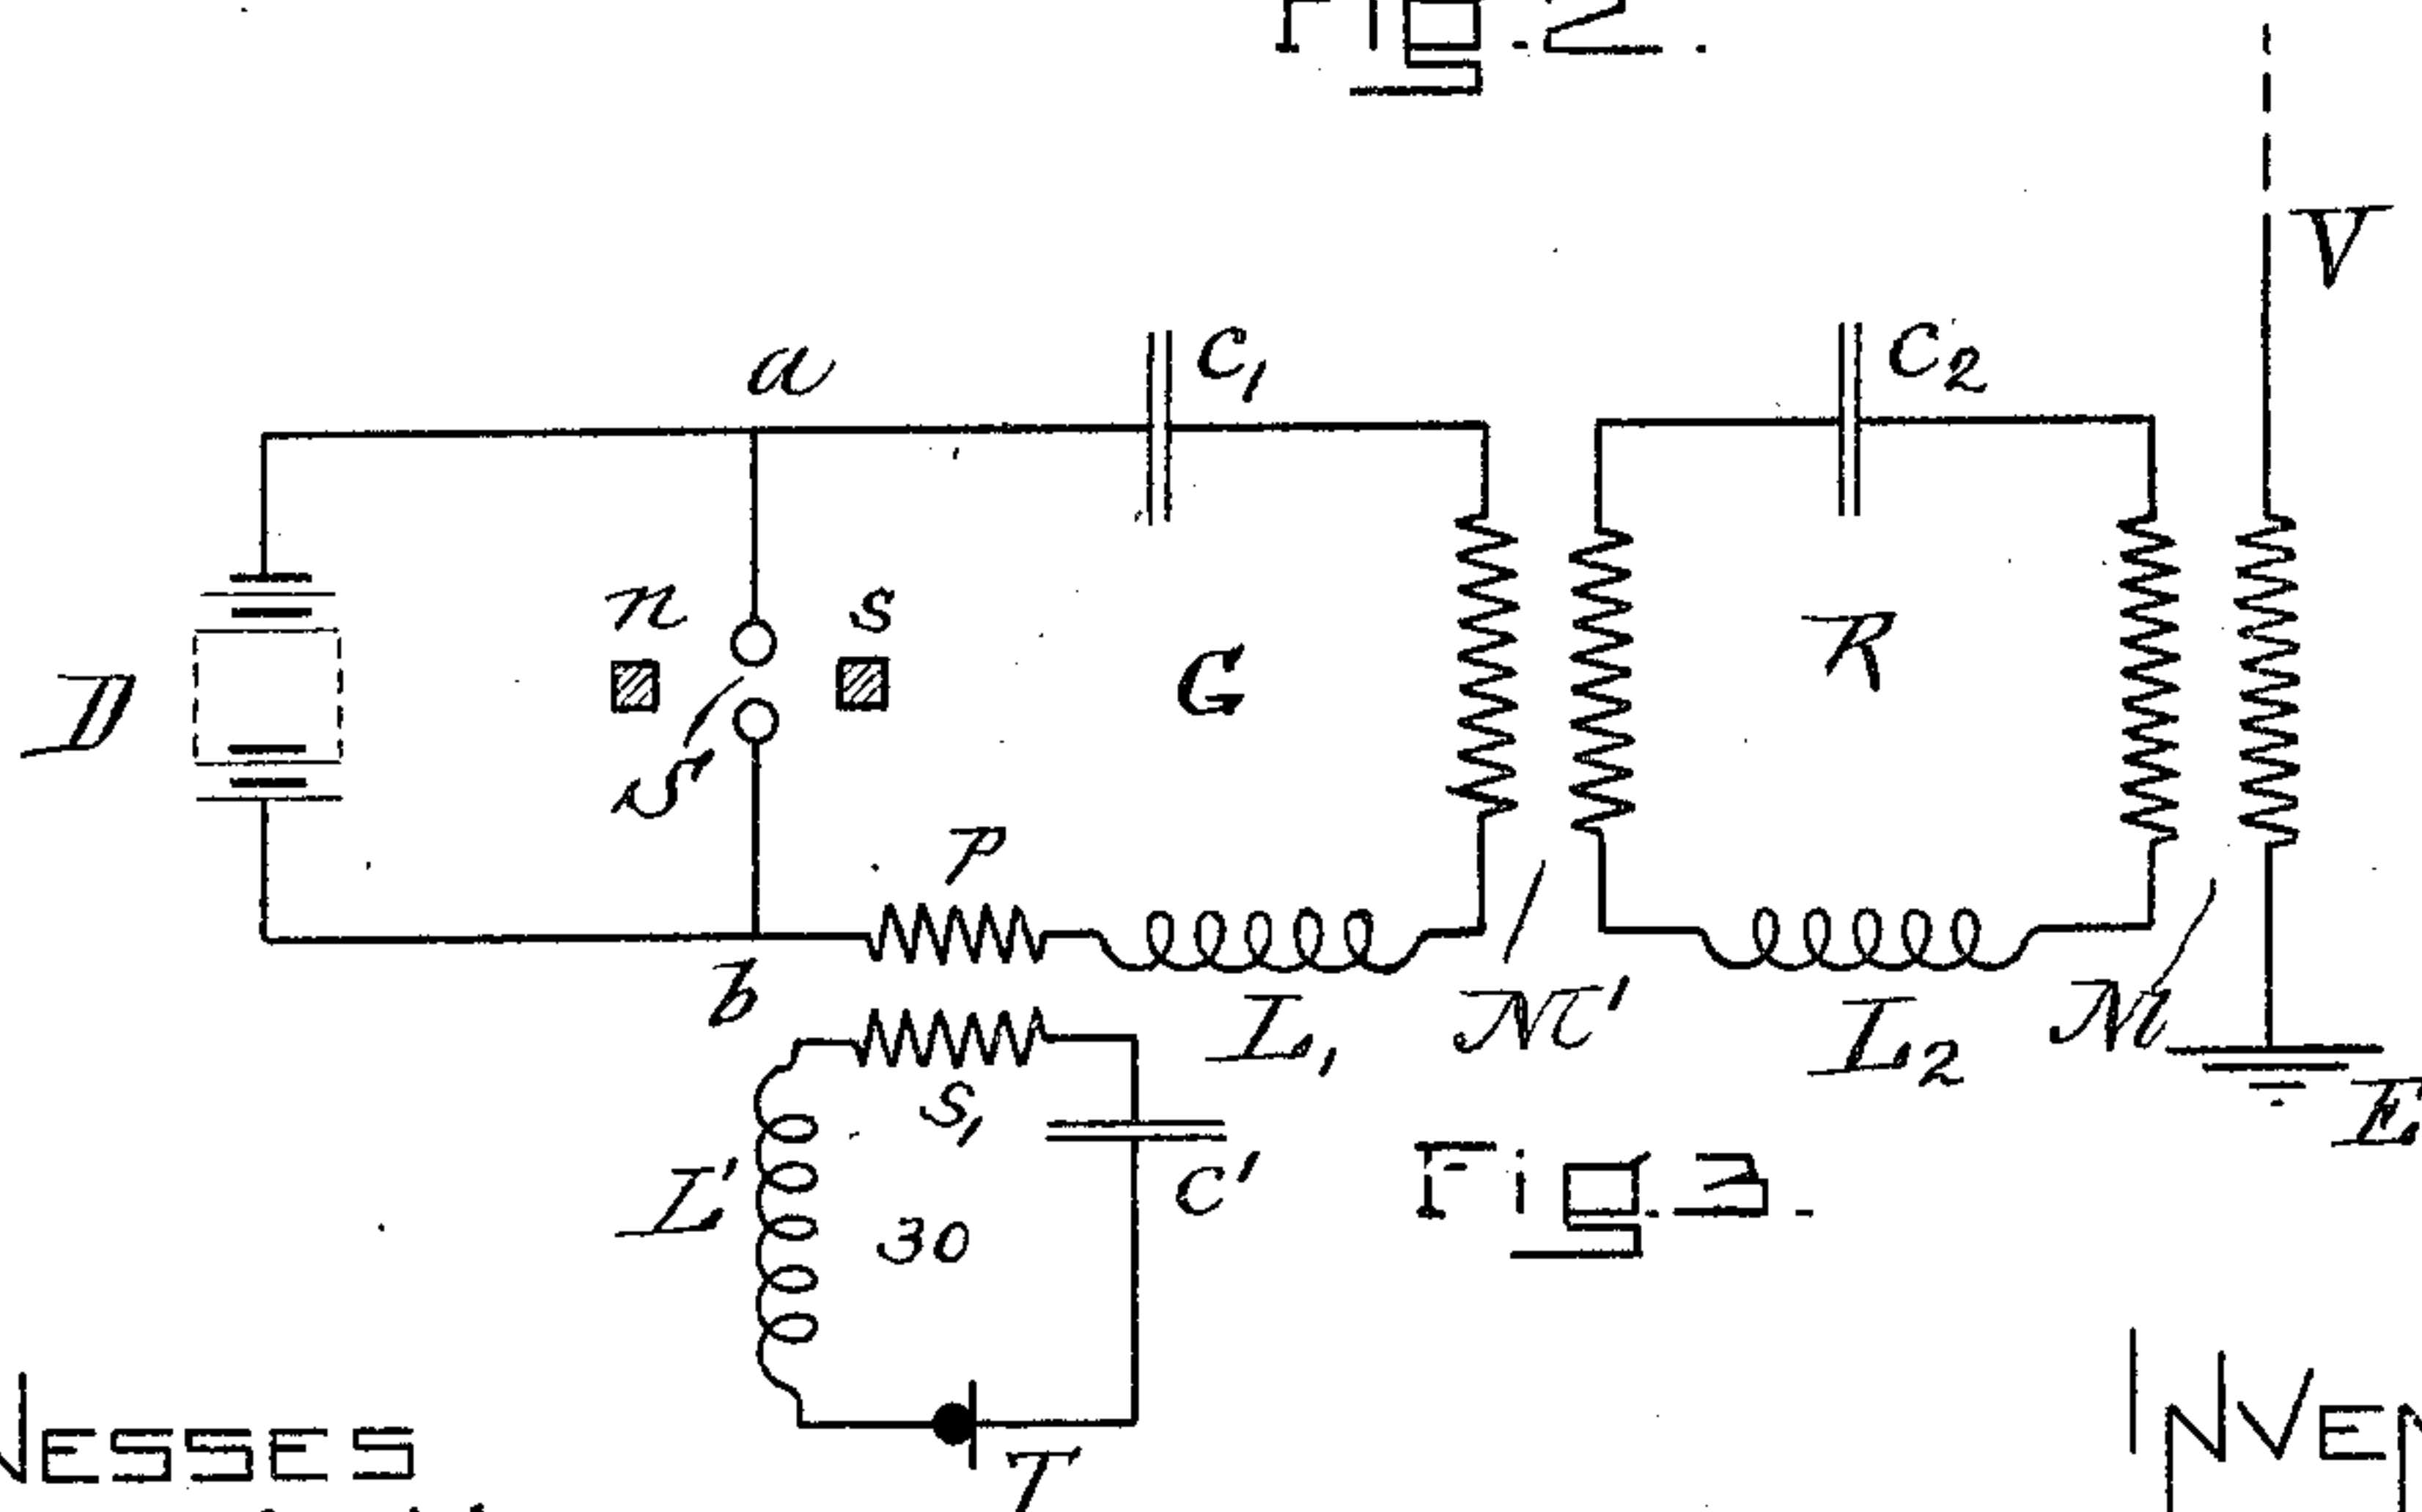 Fig. 2.
V
a
C₁
C₂
n
s
D
S
G
R
p
b
L₁
M'
L₂
M
E
s₁
L'
30
C'
Fig. 3.
T
NESSES
INVEN